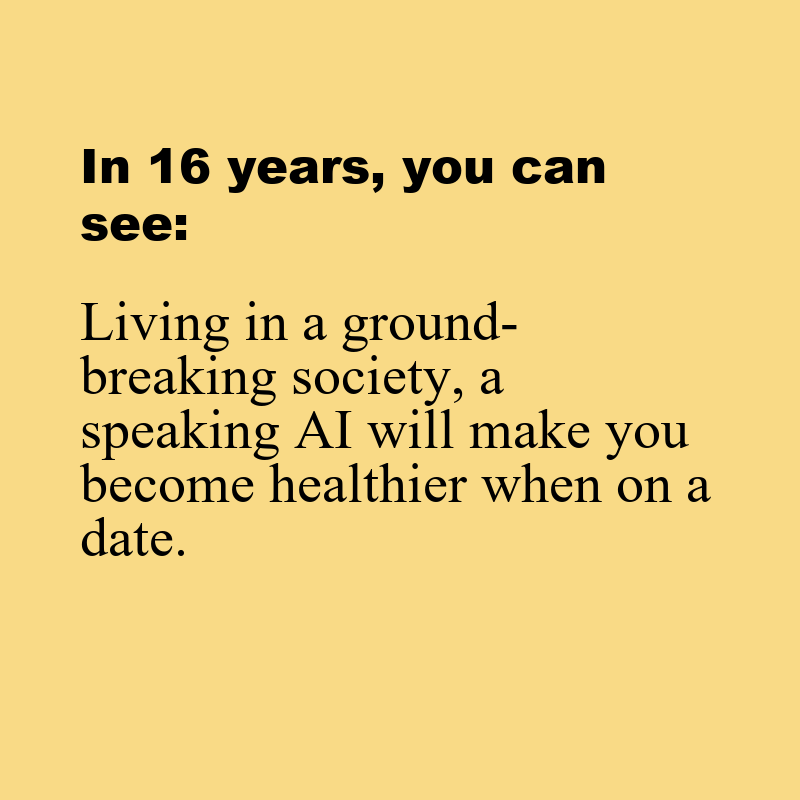 In 16 years, you can
see:
Living in a ground-
breaking society, a
speaking AI will make you
become healthier when on a
date.